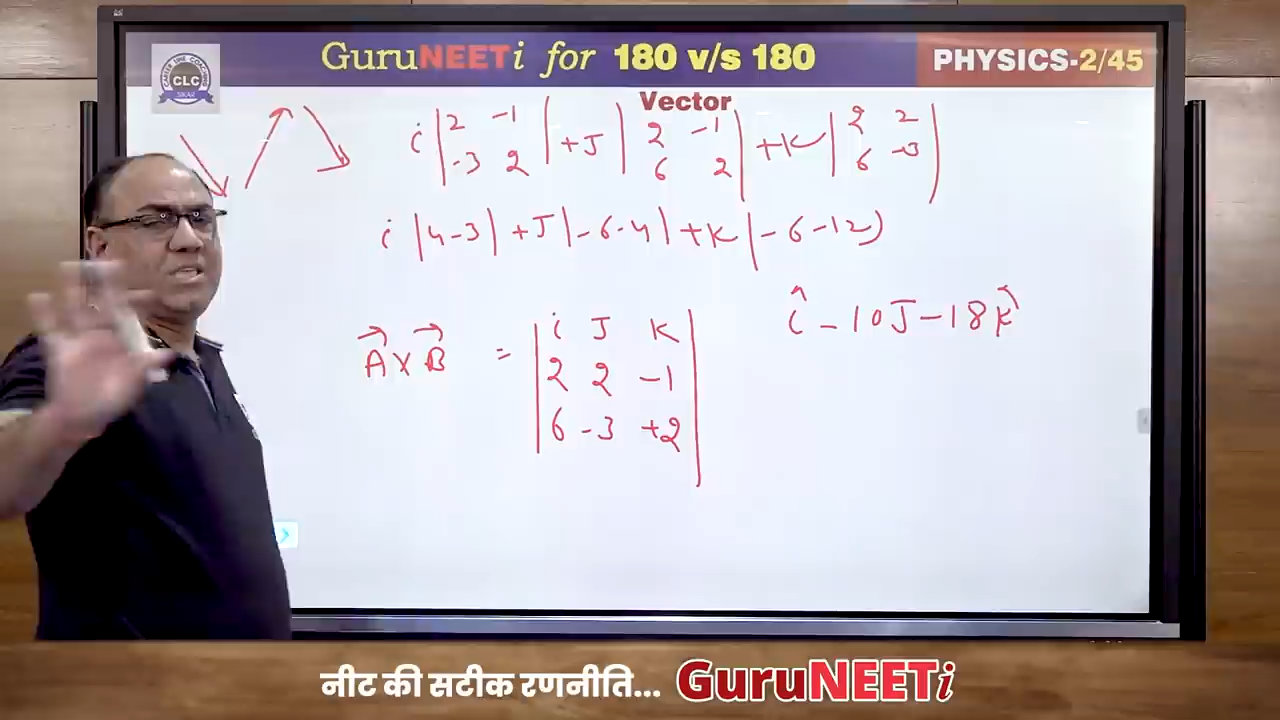 GuruNEETi for 180 v/s 180
PHYSICS-2/45
CLC
SIKAR
Vector
i |2 -1| + J |2 -1| + K |2 2|
|-3 2| |6 2| |6 -3|
i |4-3| + J |-6-4| + K |-6-12)
î - 10J - 18k̂
A⃗ × B⃗ = | i J K |
| 2 2 -1 |
| 6 -3 +2 |
नीट की सटीक रणनीति... GuruNEETi